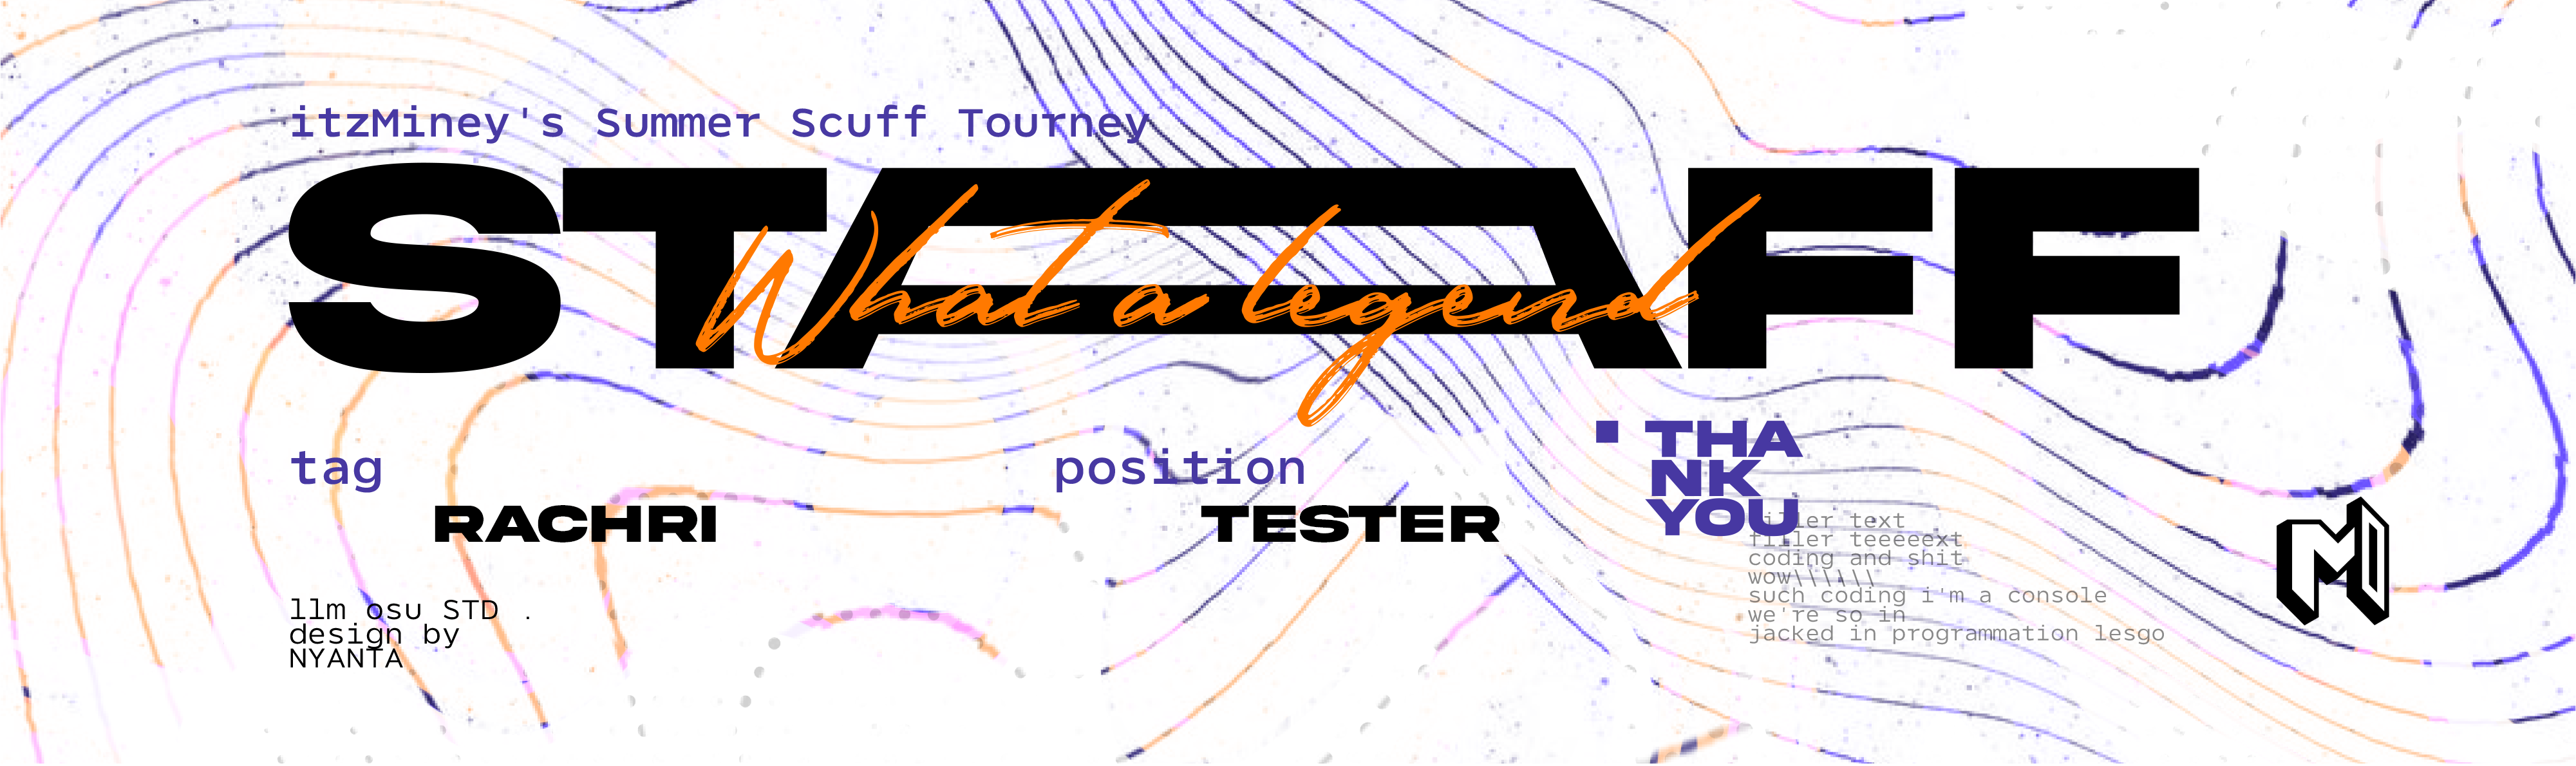 itzMiney's Summer Scuff Tourney
STAFF
What a legend
tag
RACHRI
position
TESTER
THA
NK
YOU
filler text
filler teeeeext
coding and shit
wow\\\\\\\
such coding i'm a console
we're so in
jacked in programmation lesgo
llm osu STD .
design by
NYANTA
M